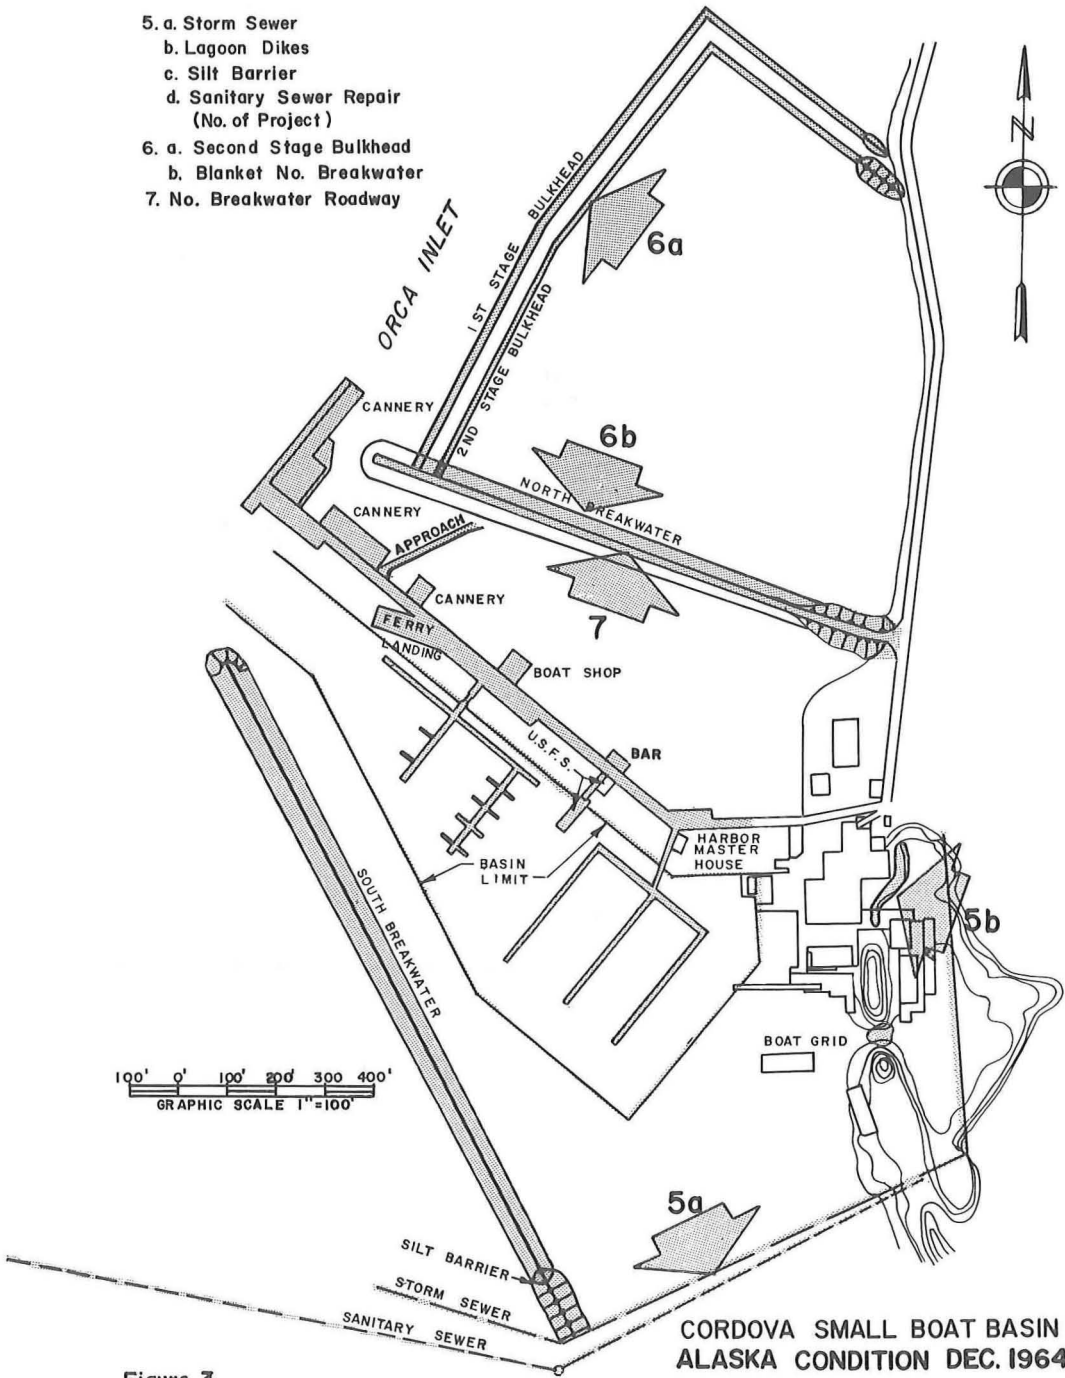 5. a. Storm Sewer
b. Lagoon Dikes
c. Silt Barrier
d. Sanitary Sewer Repair
(No. of Project)
6. a. Second Stage Bulkhead
b. Blanket No. Breakwater
7. No. Breakwater Roadway
N
ORCA INLET
1ST STAGE BULKHEAD
2ND STAGE BULKHEAD
6a
CANNERY
6b
NORTH BREAKWATER
CANNERY
APPROACH
CANNERY
7
FERRY
LANDING
BOAT SHOP
U.S.F.S.
BAR
HARBOR
MASTER
HOUSE
BASIN
LIMIT
5b
SOUTH BREAKWATER
BOAT GRID
100' 0' 100' 200' 300 400'
GRAPHIC SCALE 1"=100'
5a
SILT BARRIER
STORM SEWER
SANITARY SEWER
CORDOVA SMALL BOAT BASIN
ALASKA CONDITION DEC. 1964